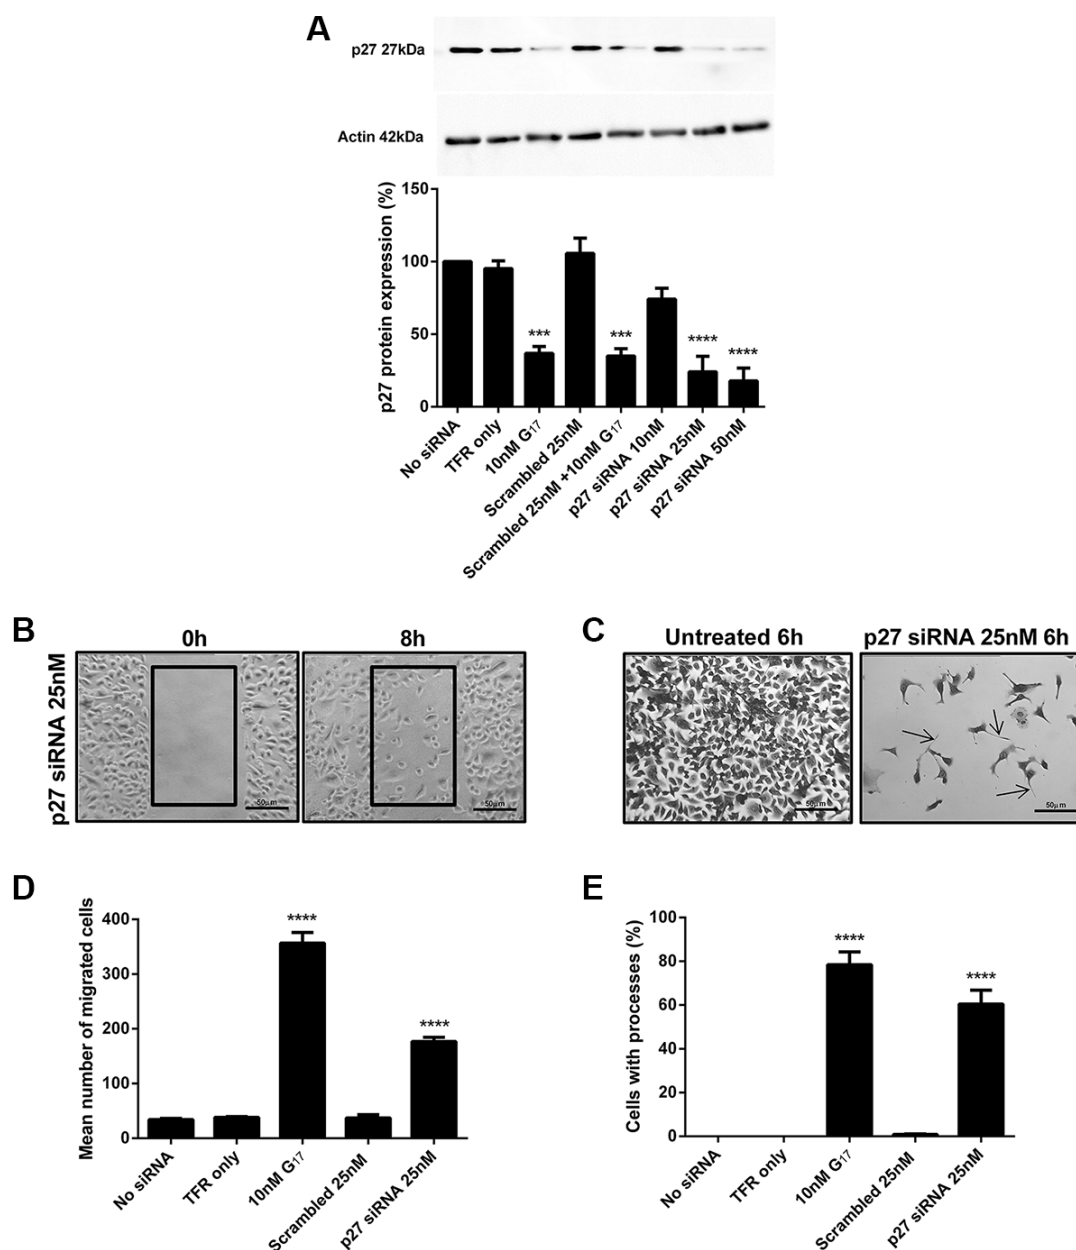 A
p27 27kDa
Actin 42kDa
p27 protein expression (%)
150
100
50
0
***
***
****
****
No siRNA
TFR only
10nM G17
Scrambled 25nM
Scrambled 25nM +10nM G17
p27 siRNA 10nM
p27 siRNA 25nM
p27 siRNA 50nM
B
0h
8h
p27 siRNA 25nM
50µm
50µm
C
Untreated 6h
p27 siRNA 25nM 6h
50µm
50µm
D
Mean number of migrated cells
400
300
200
100
0
****
****
No siRNA
TFR only
10nM G17
Scrambled 25nM
p27 siRNA 25nM
E
Cells with processes (%)
100
80
60
40
20
0
****
****
No siRNA
TFR only
10nM G17
Scrambled 25nM
p27 siRNA 25nM